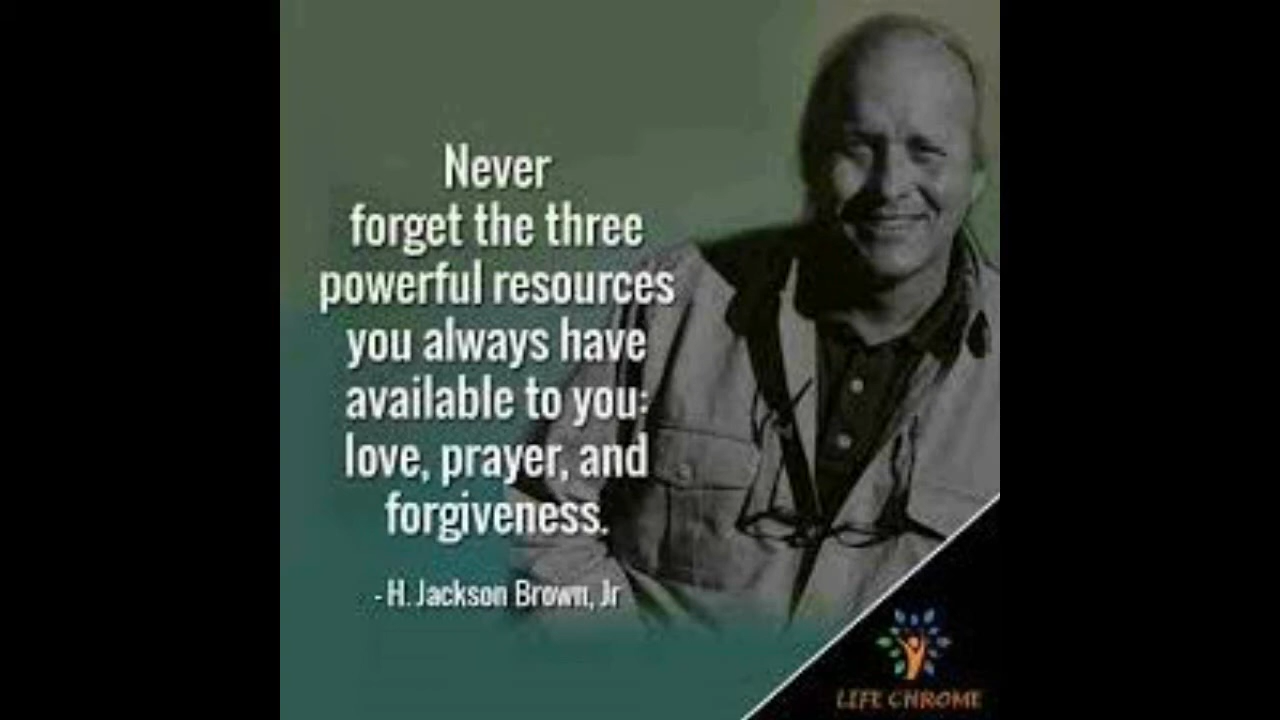 Never
forget the three
powerful resources
you always have
available to you:
love, prayer, and
forgiveness.
- H. Jackson Brown, Jr
LIFE CHROME